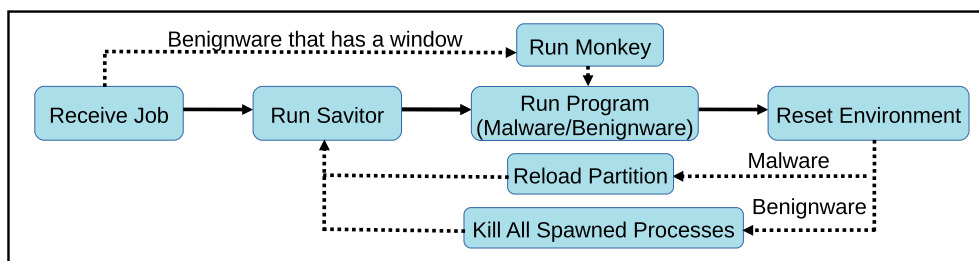 Benignware that has a window
Run Monkey
Receive Job
Run Savitor
Run Program
(Malware/Benignware)
Reset Environment
Malware
Reload Partition
Benignware
Kill All Spawned Processes